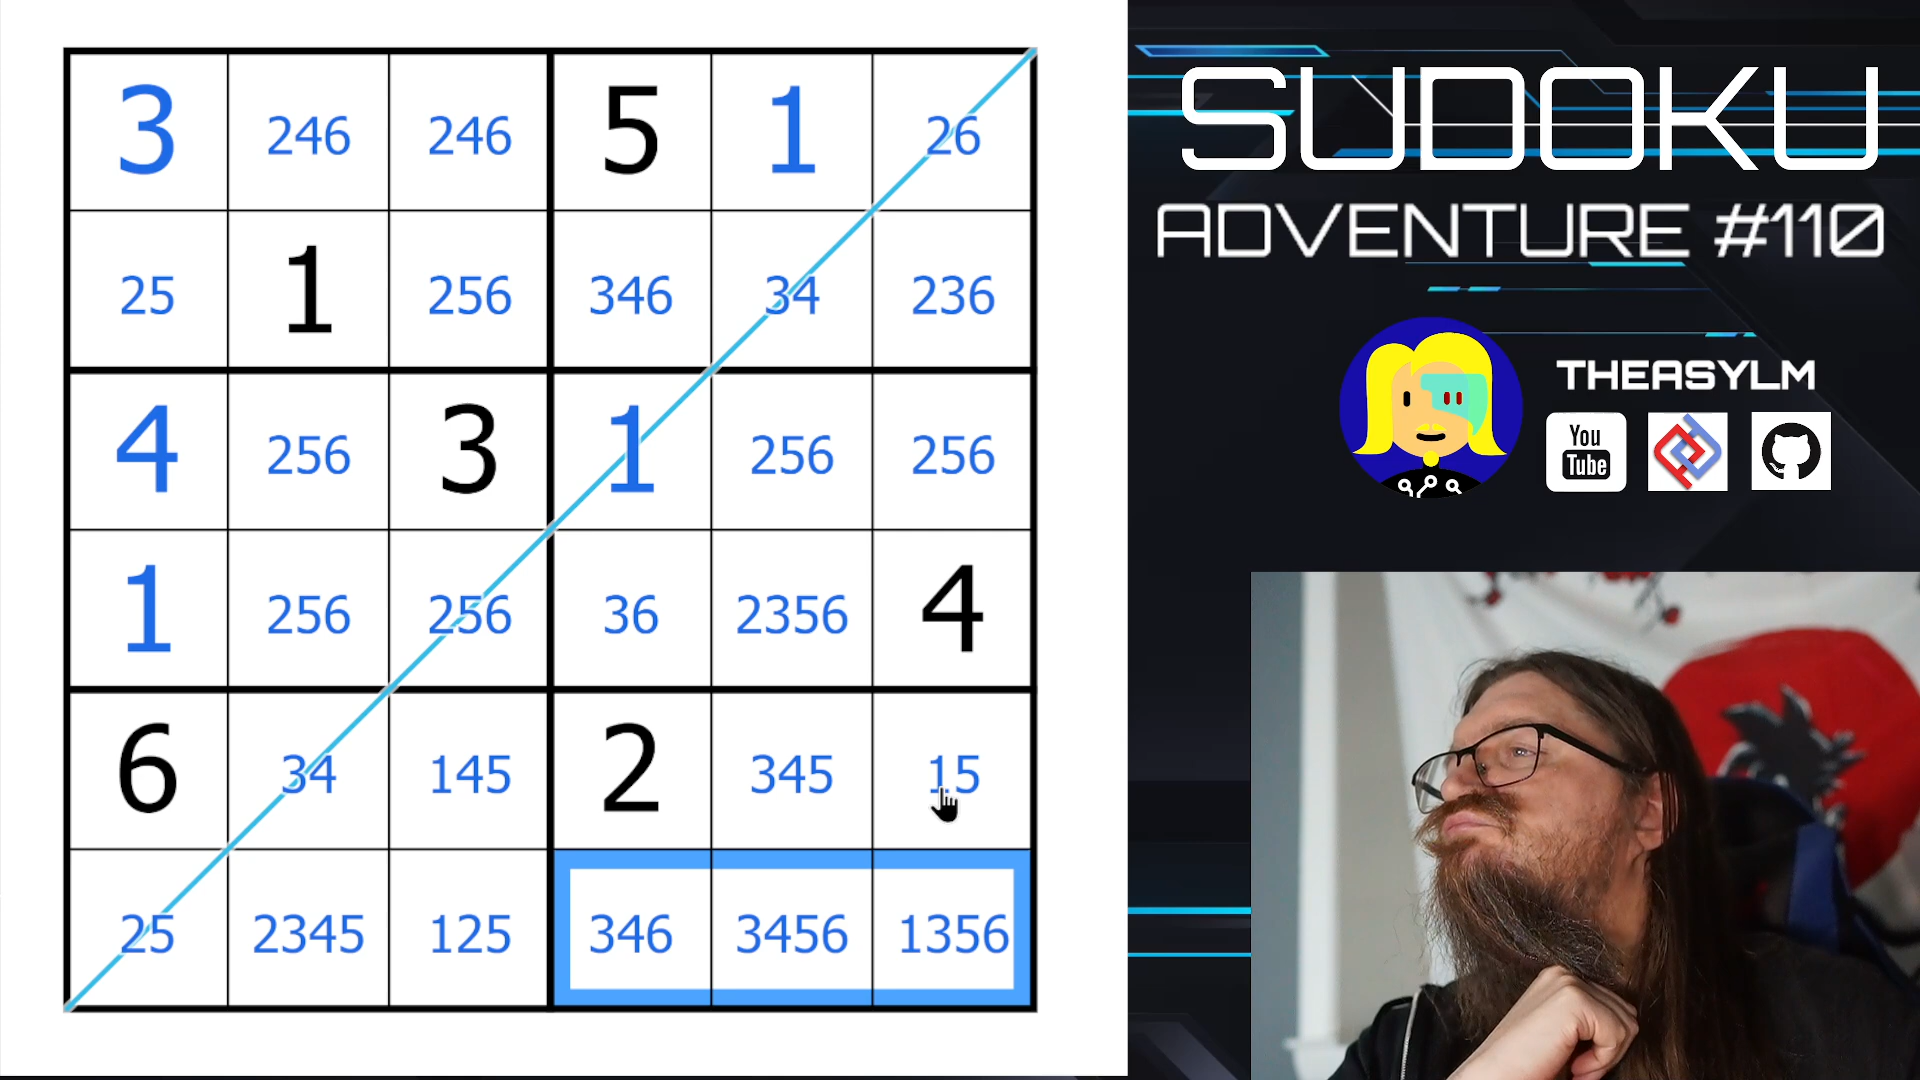 3 246 246 5 1 26
25 1 256 346 34 236
4 256 3 1 256 256
1 256 256 36 2356 4
6 34 145 2 345 15
25 2345 125 346 3456 1356
SUDOKU
ADVENTURE #110
THEASYLM
You
Tube